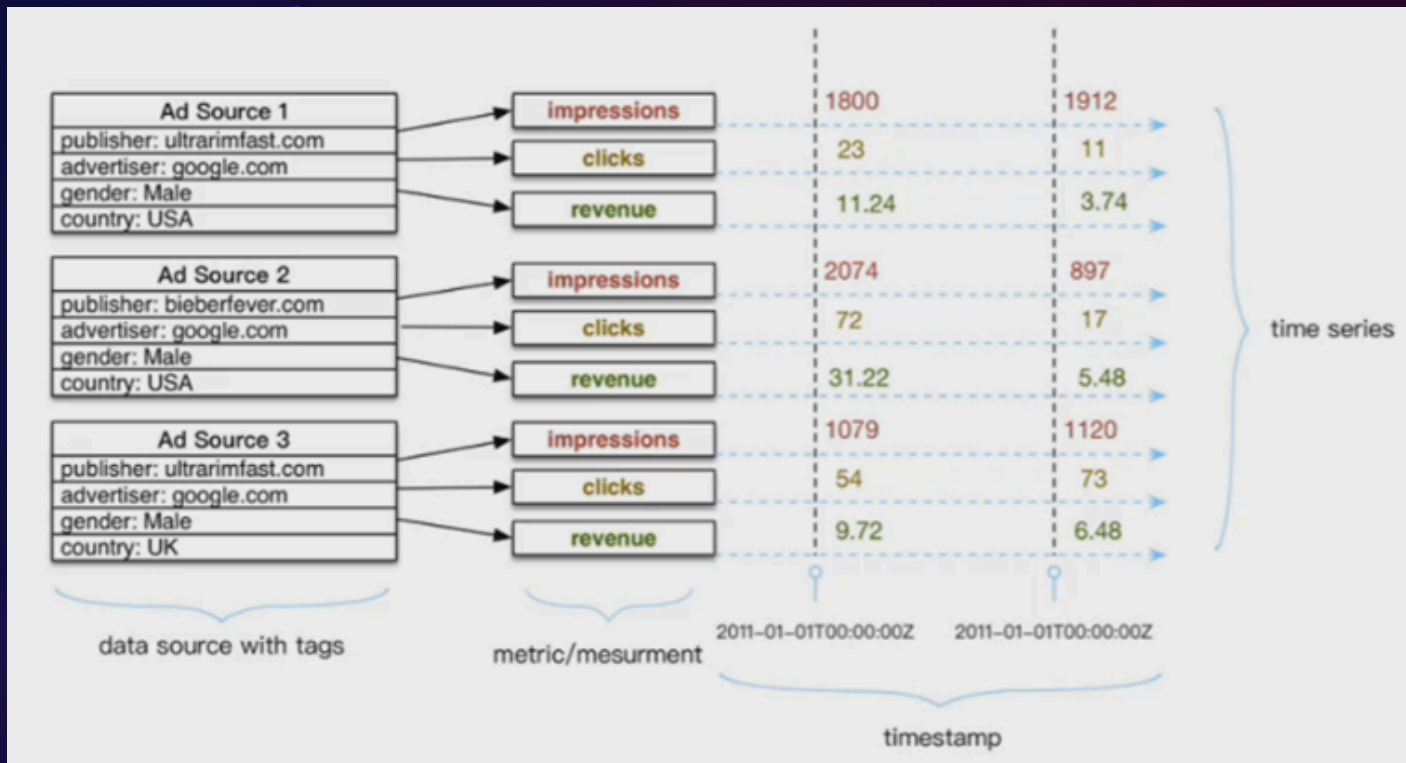 Ad Source 1
publisher: ultrarimfast.com
advertiser: google.com
gender: Male
country: USA
impressions
1800
1912
clicks
23
11
revenue
11.24
3.74
Ad Source 2
publisher: bieberfever.com
advertiser: google.com
gender: Male
country: USA
impressions
2074
897
clicks
72
17
revenue
31.22
5.48
time series
Ad Source 3
publisher: ultrarimfast.com
advertiser: google.com
gender: Male
country: UK
impressions
1079
1120
clicks
54
73
revenue
9.72
6.48
data source with tags
metric/mesurment
2011-01-01T00:00:00Z
2011-01-01T00:00:00Z
timestamp